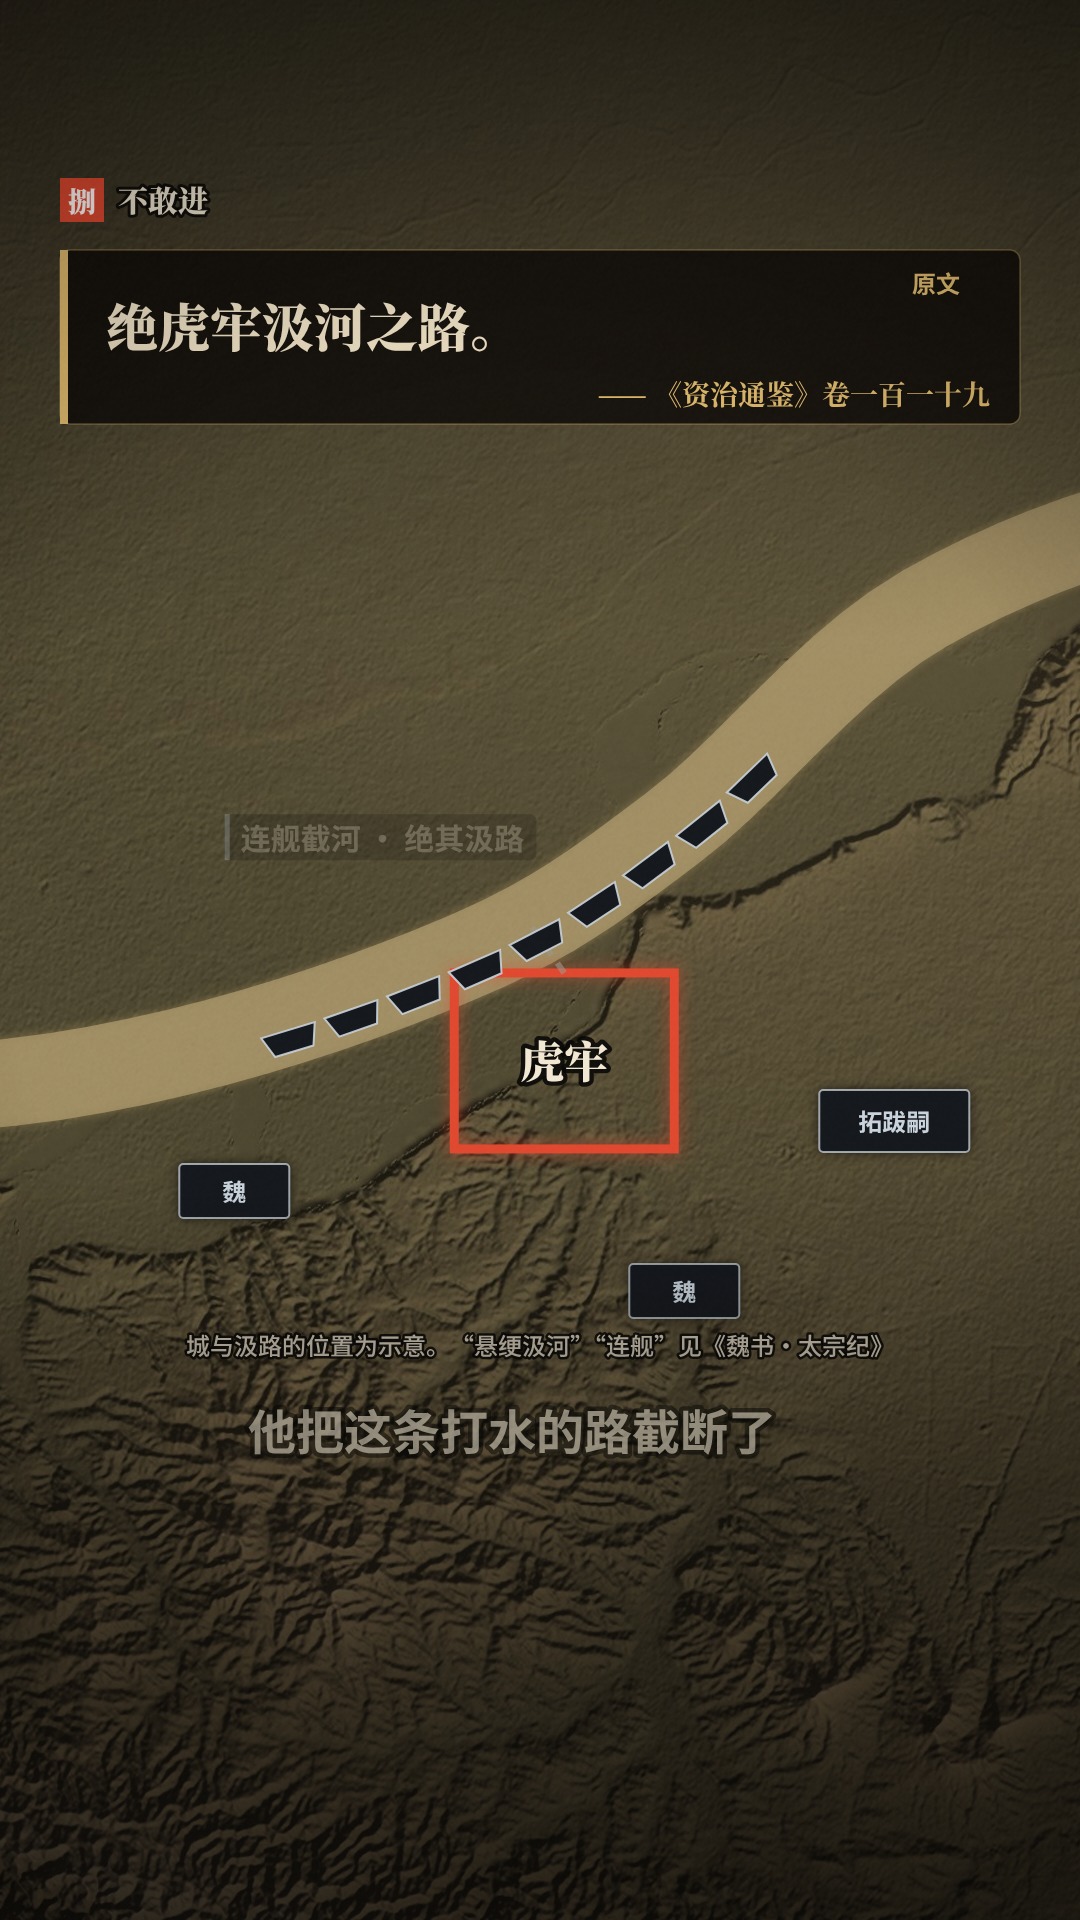 捌 不敢进
原文
绝虎牢汲河之路。
—— 《资治通鉴》卷一百一十九
连舰截河 · 绝其汲路
虎牢
拓跋嗣
魏
魏
城与汲路的位置为示意。“悬绠汲河”“连舰”见《魏书·太宗纪》
他把这条打水的路截断了